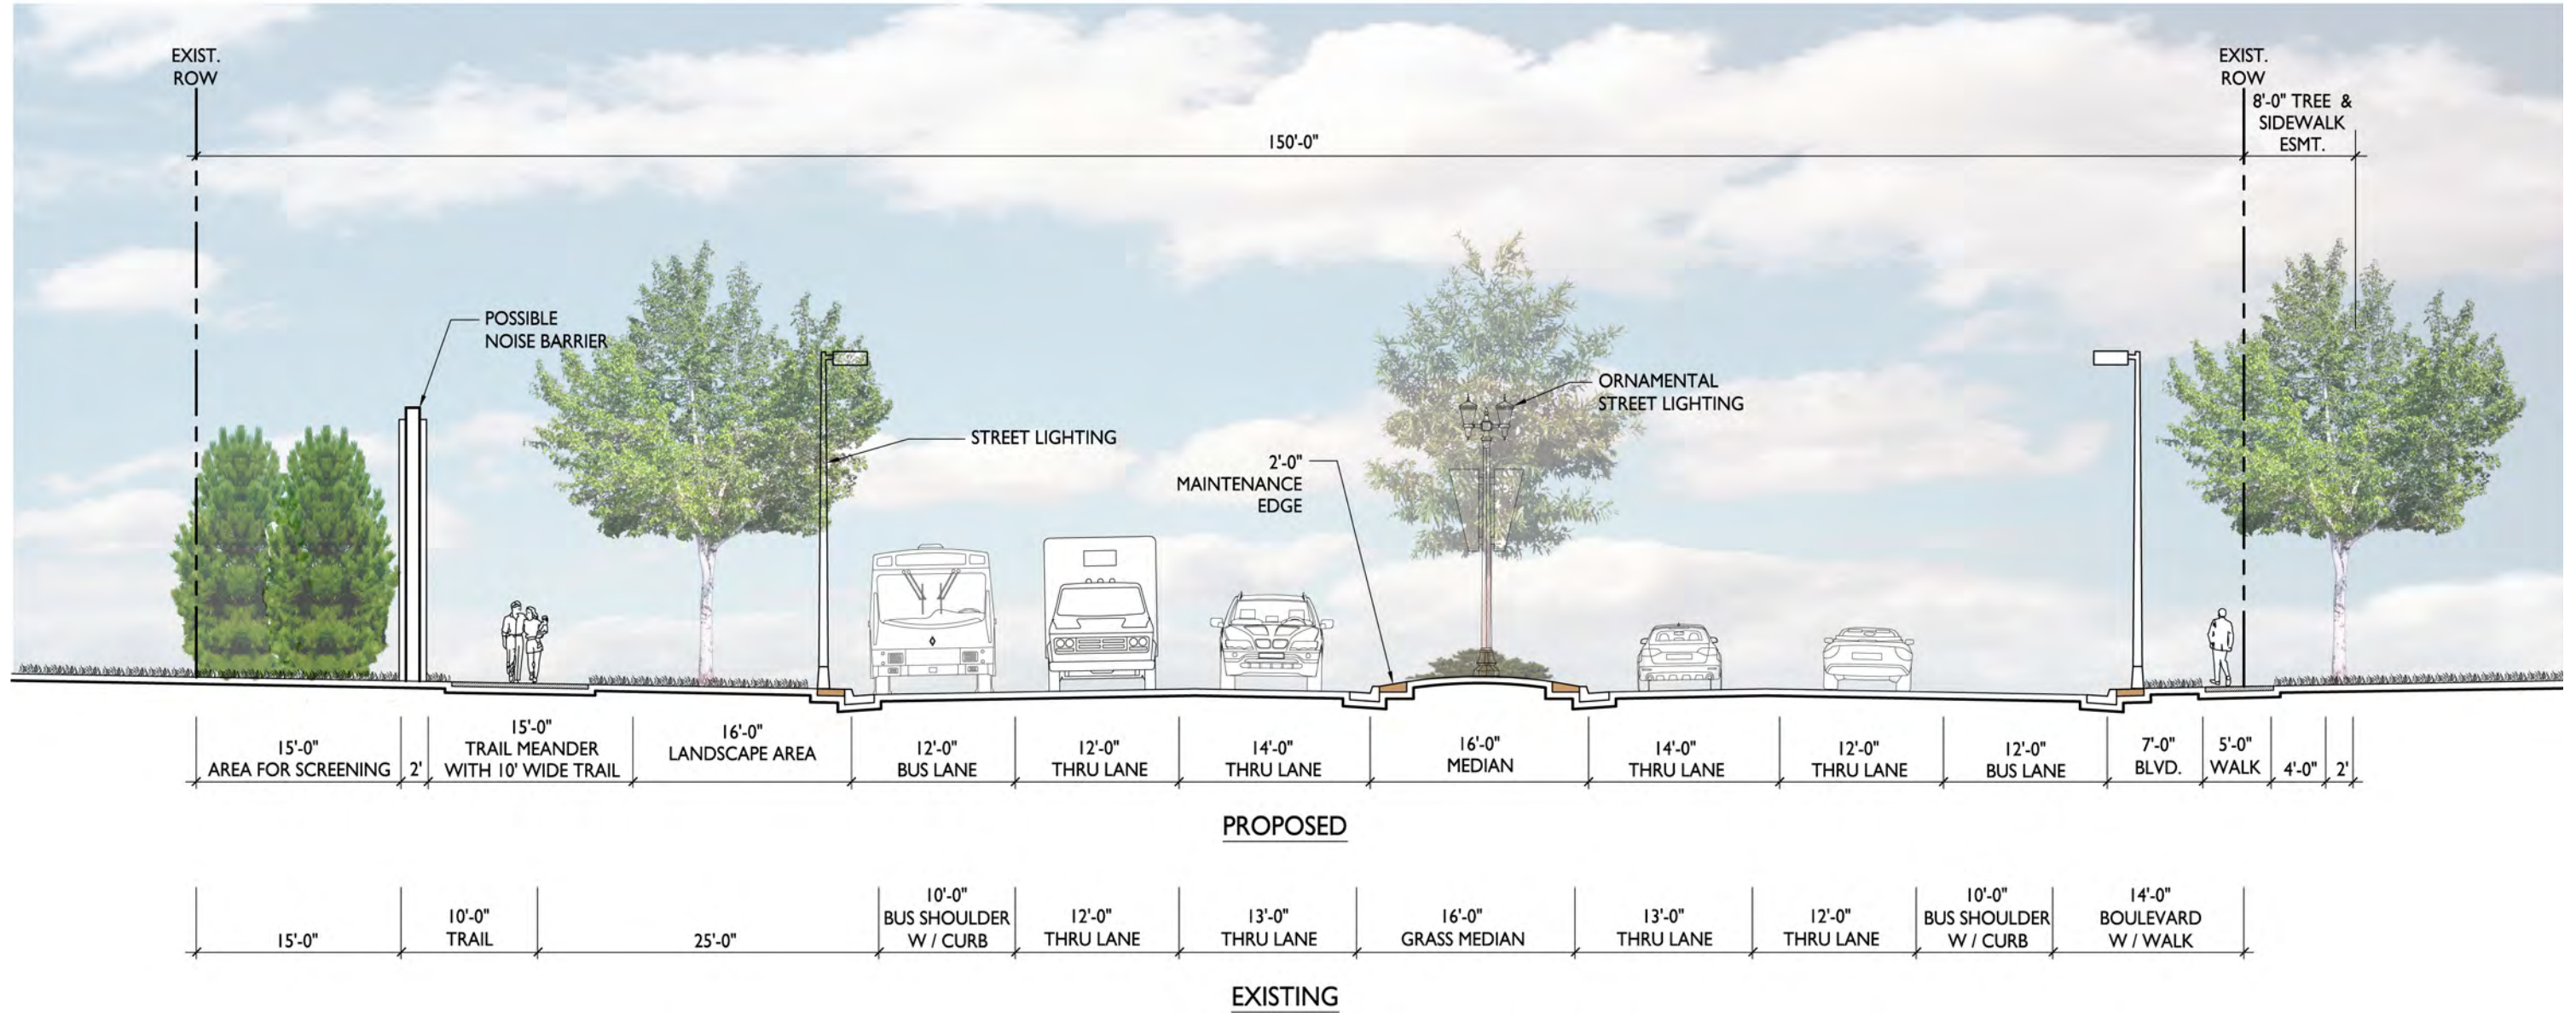 EXIST.
ROW
EXIST.
ROW
8'-0" TREE &
SIDEWALK
ESMT.
150'-0"
POSSIBLE
NOISE BARRIER
STREET LIGHTING
2'-0"
MAINTENANCE
EDGE
ORNAMENTAL
STREET LIGHTING
15'-0"
AREA FOR SCREENING
2'
15'-0"
TRAIL MEANDER
WITH 10' WIDE TRAIL
16'-0"
LANDSCAPE AREA
12'-0"
BUS LANE
12'-0"
THRU LANE
14'-0"
THRU LANE
16'-0"
MEDIAN
14'-0"
THRU LANE
12'-0"
THRU LANE
12'-0"
BUS LANE
7'-0"
BLVD.
5'-0"
WALK
4'-0"
2'
PROPOSED
15'-0"
10'-0"
TRAIL
25'-0"
10'-0"
BUS SHOULDER
W / CURB
12'-0"
THRU LANE
13'-0"
THRU LANE
16'-0"
GRASS MEDIAN
13'-0"
THRU LANE
12'-0"
THRU LANE
10'-0"
BUS SHOULDER
W / CURB
14'-0"
BOULEVARD
W / WALK
EXISTING